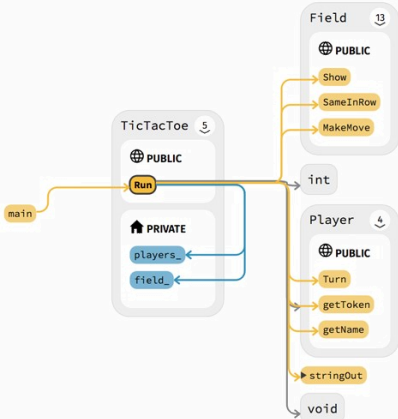 Field 13
PUBLIC
Show
SameInRow
MakeMove
TicTacToe 5
PUBLIC
Run
int
main
PRIVATE
players_
field_
Player 4
PUBLIC
Turn
getToken
getName
stringOut
void